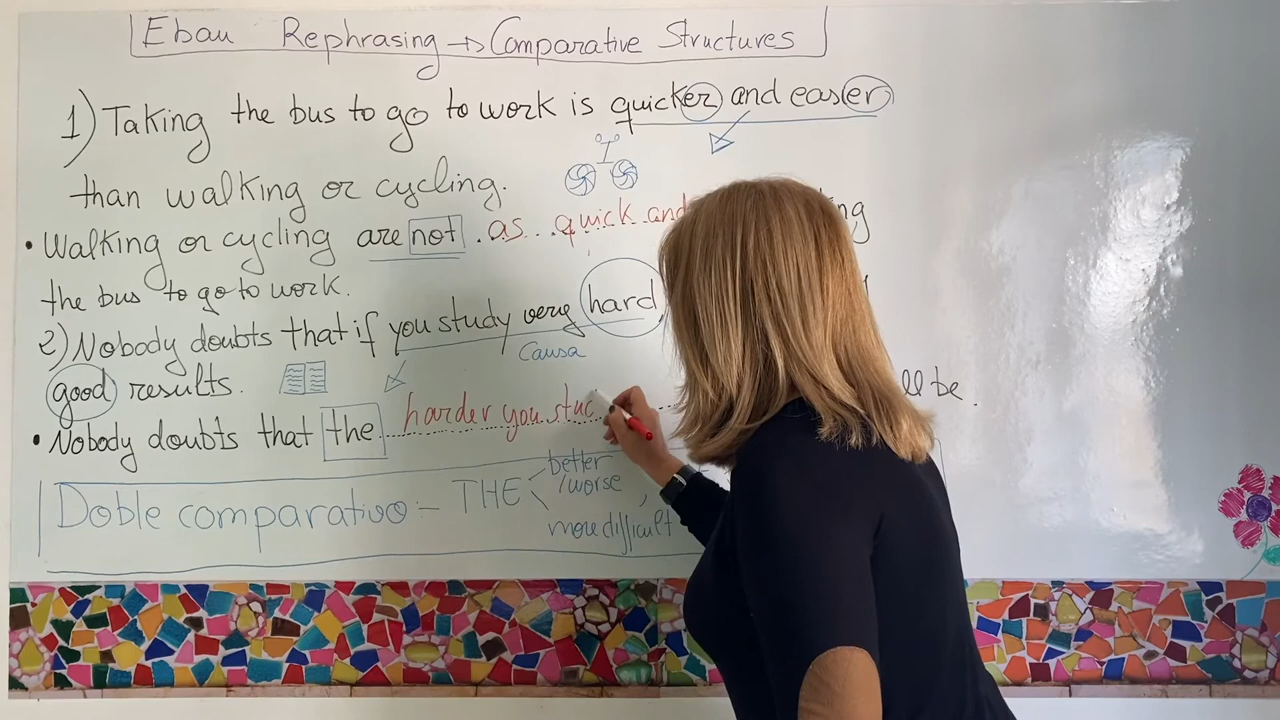 Ebau Rephrasing → Comparative Structures
1) Taking the bus to go to work is quicker and easier
than walking or cycling.
• Walking or cycling are not as quick and
the bus to go to work.
2) Nobody doubts that if you study very hard,
Causa
good results.
• Nobody doubts that the harder you stud ll be.
Doble comparativo:- THE better
/worse
more difficult